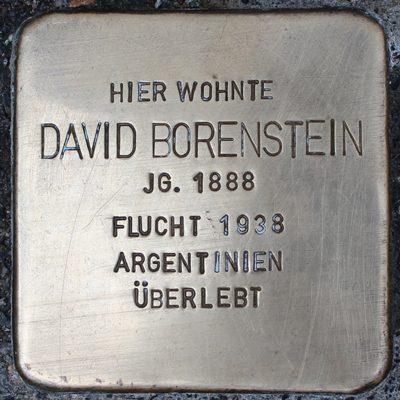 HIER WOHNTE
DAVID BORENSTEIN
JG. 1888
FLUCHT 1938
ARGENTINIEN
ÜBERLEBT